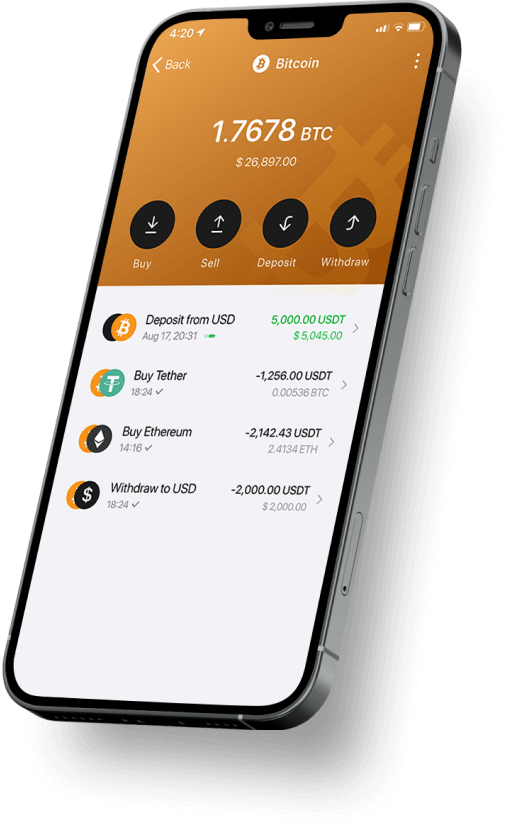 4:20
Back
Bitcoin
1.7678 BTC
$ 26,897.00
Buy
Sell
Deposit
Withdraw
Deposit from USD
5,000.00 USDT
Aug 17, 20:31
$ 5,045.00
Buy Tether
-1,256.00 USDT
18:24
0.00536 BTC
Buy Ethereum
-2,142.43 USDT
14:16
2.4134 ETH
Withdraw to USD
-2,000.00 USDT
18:24
$ 2,000.00